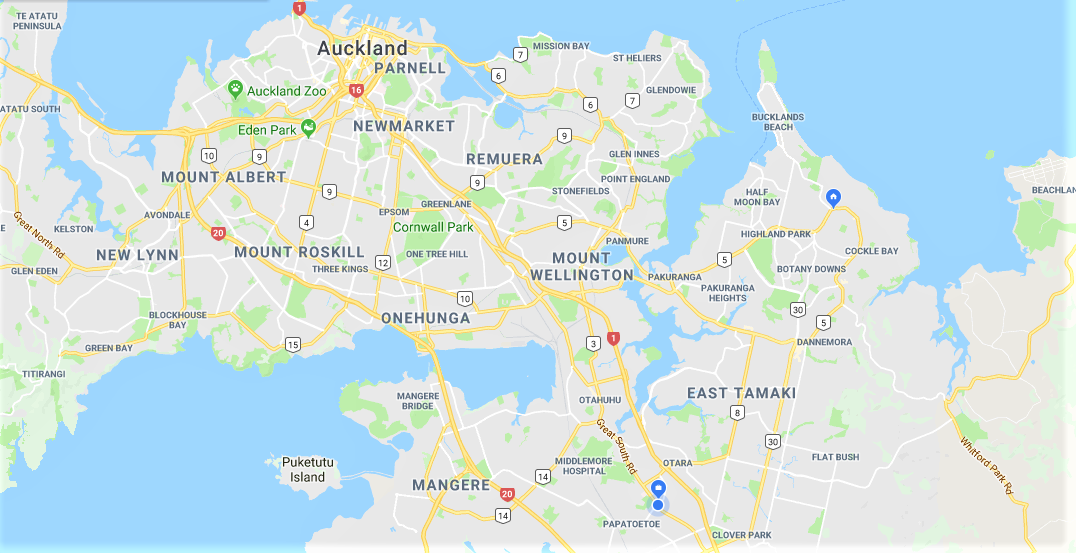 TE ATATU
PENINSULA
1
Auckland
PARNELL
7
MISSION BAY
ST HELIERS
6
GLENDOWIE
Auckland Zoo
16
6
7
ATATU SOUTH
BUCKLANDS
BEACH
Eden Park
NEWMARKET
9
10
9
REMUERA
GLEN INNES
MOUNT ALBERT
9
9
STONEFIELDS
POINT ENGLAND
HALF
MOON BAY
BEACHLAN
AVONDALE
EPSOM
GREENLANE
Great North Rd
KELSTON
20
4
Cornwall Park
5
HIGHLAND PARK
E
NEW LYNN
MOUNT ROSKILL
ONE TREE HILL
PANMURE
COCKLE BAY
GLEN EDEN
THREE KINGS
12
MOUNT
WELLINGTON
5
BOTANY DOWNS
PAKURANGA
PAKURANGA
HEIGHTS
10
30
BLOCKHOUSE
BAY
ONEHUNGA
5
GREEN BAY
15
3
1
DANNEMORA
TITIRANGI
MANGERE
BRIDGE
OTAHUHU
EAST TAMAKI
8
Great South Rd
30
Whitford Park Rd
Puketutu
Island
MIDDLEMORE
HOSPITAL
OTARA
FLAT BUSH
14
MANGERE
20
14
PAPATOETOE
CLOVER PARK